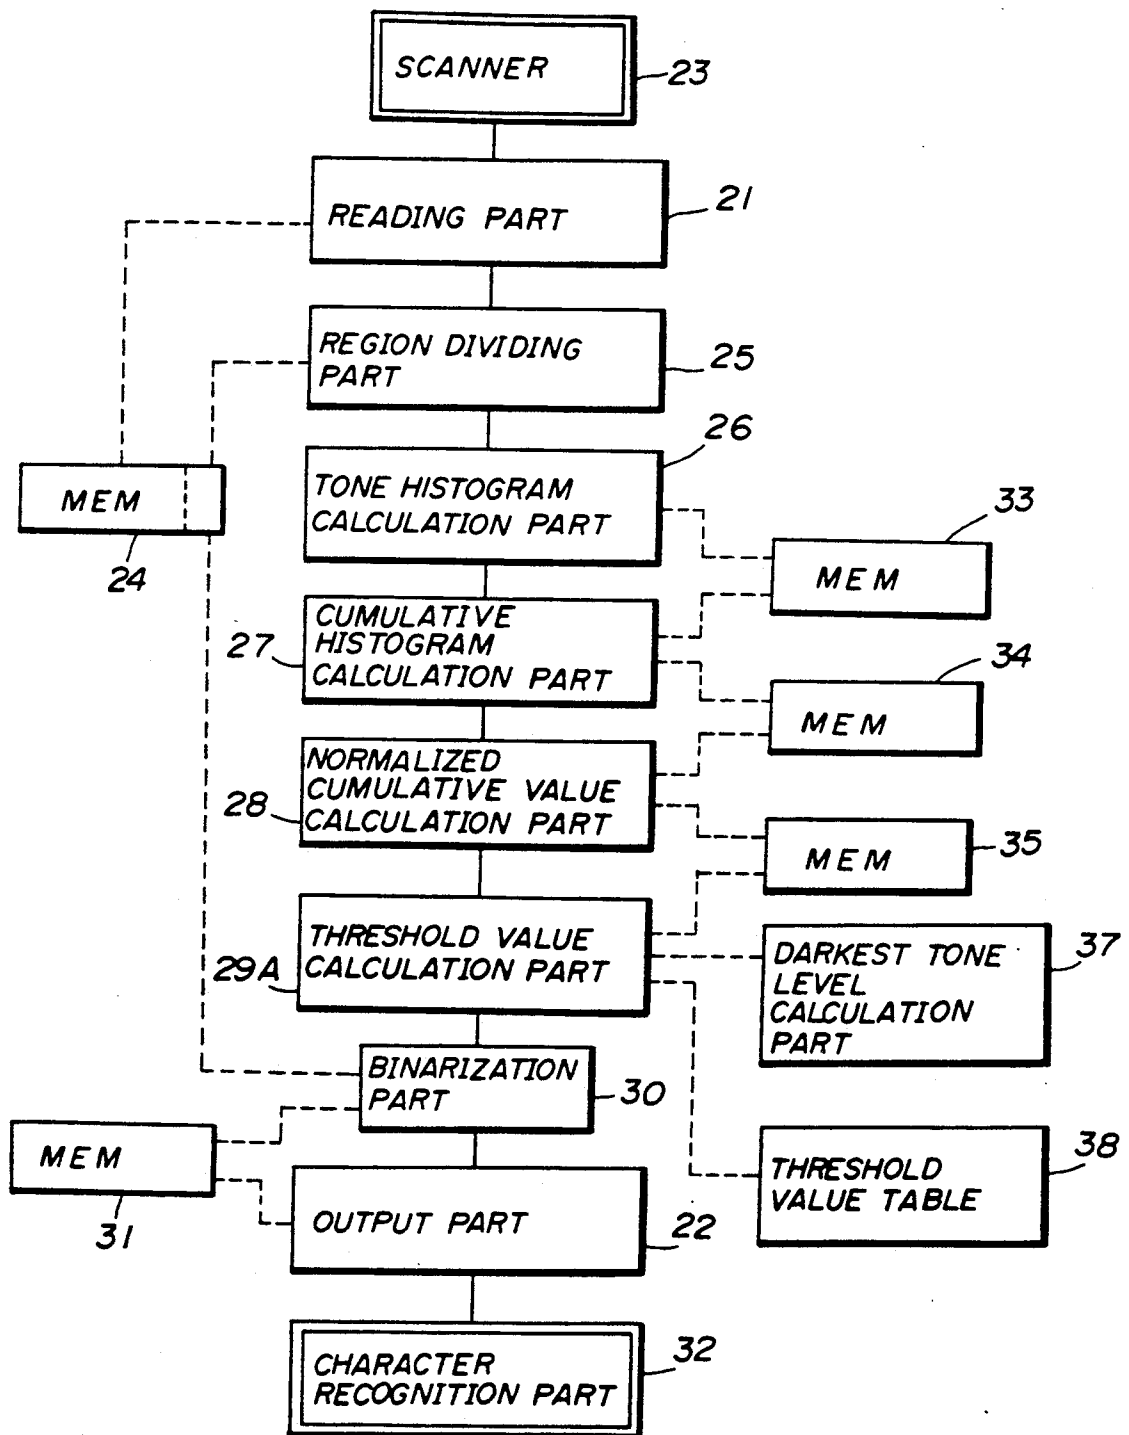 SCANNER
23
READING PART
21
REGION DIVIDING
PART
25
26
TONE HISTOGRAM
CALCULATION PART
MEM
24
33
MEM
CUMULATIVE
HISTOGRAM
CALCULATION PART
27
34
MEM
NORMALIZED
CUMULATIVE VALUE
CALCULATION PART
28
35
MEM
THRESHOLD VALUE
CALCULATION PART
29A
DARKEST TONE
LEVEL
CALCULATION
PART
37
BINARIZATION
PART
30
MEM
31
THRESHOLD
VALUE TABLE
38
OUTPUT PART
22
CHARACTER
RECOGNITION PART
32